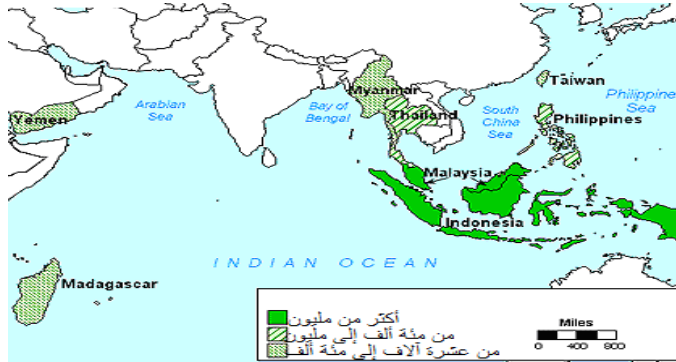 Taiwan
Myanmar
Arabian
Sea
Bay of
Bengal
South
China
Sea
Philippine
Sea
Yemen
Thailand
Philippines
Malaysia
Indonesia
INDIAN OCEAN
Madagascar
أكثر من مليون
من مئة ألف إلى مليون
من عشرة آلاف إلى مئة ألف
Miles
0 400 800